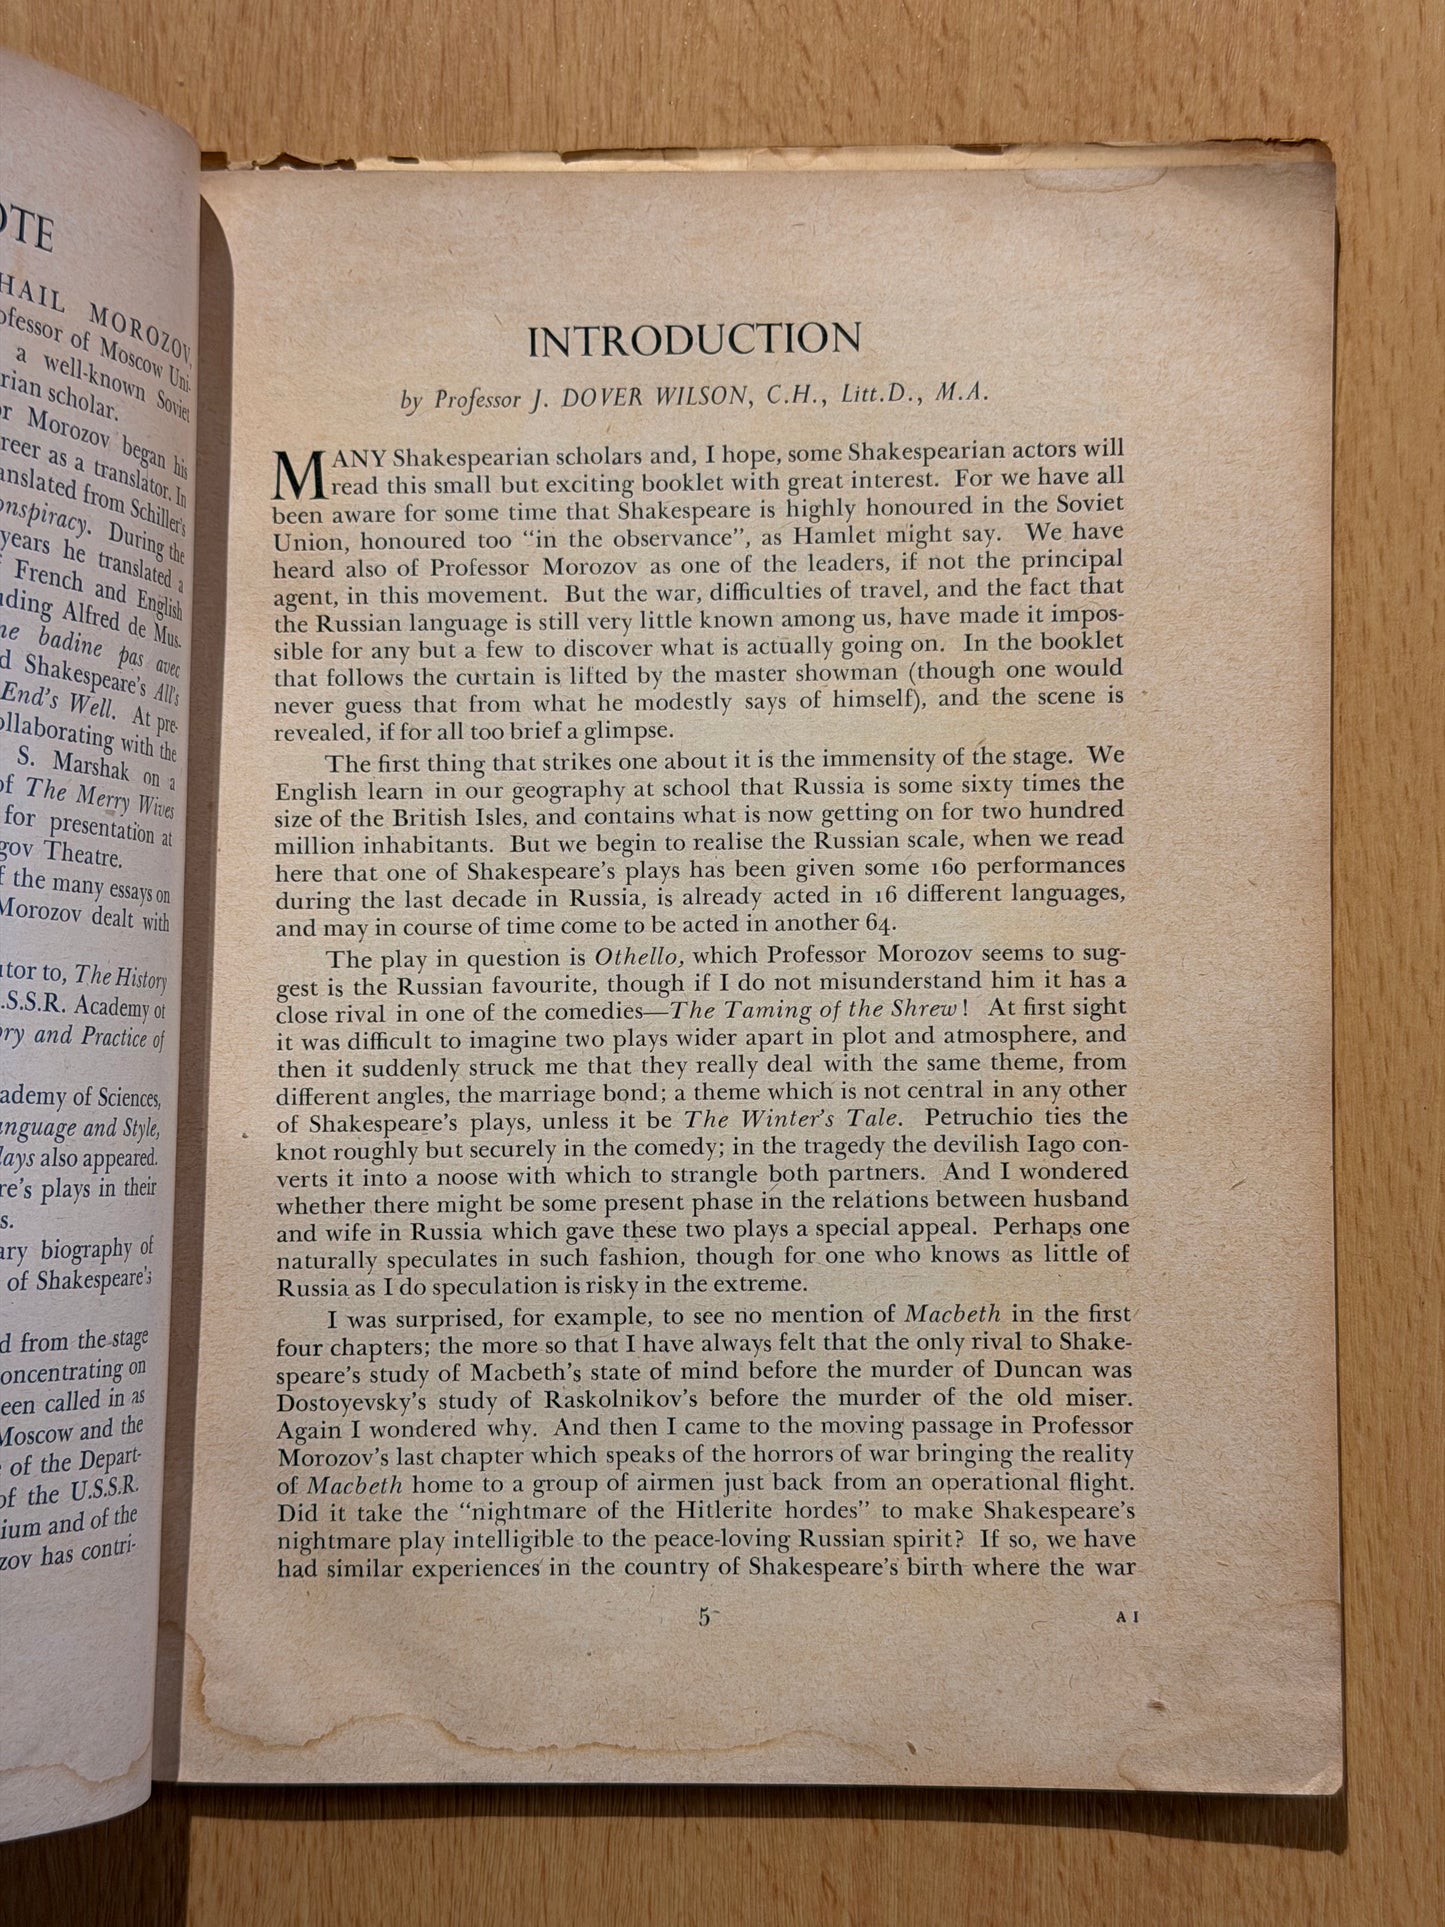 OTE
HAIL MOROZOV,
ofessor of Moscow Uni-
a well-known Soviet
rian scholar.
or Morozov began his
reer as a translator. In
anslated from Schiller's
onspiracy. During the
years he translated a
f French and English
uding Alfred de Mus-
ne badine pas avec
d Shakespeare's All's
End's Well. At pre-
ollaborating with the
S. Marshak on a
of The Merry Wives
for presentation at
gov Theatre.
f the many essays on
Morozov dealt with
utor to, The History
.S.S.R. Academy of
ory and Practice of
ademy of Sciences,
anguage and Style,
lays also appeared.
re's plays in their
s.
ary biography of
of Shakespeare's
d from the stage
oncentrating on
een called in as
Moscow and the
of the Depart-
of the U.S.S.R.
ium and of the
zov has contri-
INTRODUCTION
by Professor J. DOVER WILSON, C.H., Litt.D., M.A.
MANY Shakespearian scholars and, I hope, some Shakespearian actors will
read this small but exciting booklet with great interest. For we have all
been aware for some time that Shakespeare is highly honoured in the Soviet
Union, honoured too “in the observance”, as Hamlet might say. We have
heard also of Professor Morozov as one of the leaders, if not the principal
agent, in this movement. But the war, difficulties of travel, and the fact that
the Russian language is still very little known among us, have made it impos-
sible for any but a few to discover what is actually going on. In the booklet
that follows the curtain is lifted by the master showman (though one would
never guess that from what he modestly says of himself), and the scene is
revealed, if for all too brief a glimpse.
The first thing that strikes one about it is the immensity of the stage. We
English learn in our geography at school that Russia is some sixty times the
size of the British Isles, and contains what is now getting on for two hundred
million inhabitants. But we begin to realise the Russian scale, when we read
here that one of Shakespeare's plays has been given some 160 performances
during the last decade in Russia, is already acted in 16 different languages,
and may in course of time come to be acted in another 64.
The play in question is Othello, which Professor Morozov seems to sug-
gest is the Russian favourite, though if I do not misunderstand him it has a
close rival in one of the comedies—The Taming of the Shrew! At first sight
it was difficult to imagine two plays wider apart in plot and atmosphere, and
then it suddenly struck me that they really deal with the same theme, from
different angles, the marriage bond; a theme which is not central in any other
of Shakespeare's plays, unless it be The Winter's Tale. Petruchio ties the
knot roughly but securely in the comedy; in the tragedy the devilish Iago con-
verts it into a noose with which to strangle both partners. And I wondered
whether there might be some present phase in the relations between husband
and wife in Russia which gave these two plays a special appeal. Perhaps one
naturally speculates in such fashion, though for one who knows as little of
Russia as I do speculation is risky in the extreme.
I was surprised, for example, to see no mention of Macbeth in the first
four chapters; the more so that I have always felt that the only rival to Shake-
speare's study of Macbeth's state of mind before the murder of Duncan was
Dostoyevsky's study of Raskolnikov's before the murder of the old miser.
Again I wondered why. And then I came to the moving passage in Professor
Morozov's last chapter which speaks of the horrors of war bringing the reality
of Macbeth home to a group of airmen just back from an operational flight.
Did it take the “nightmare of the Hitlerite hordes” to make Shakespeare's
nightmare play intelligible to the peace-loving Russian spirit? If so, we have
had similar experiences in the country of Shakespeare's birth where the war
5
A I